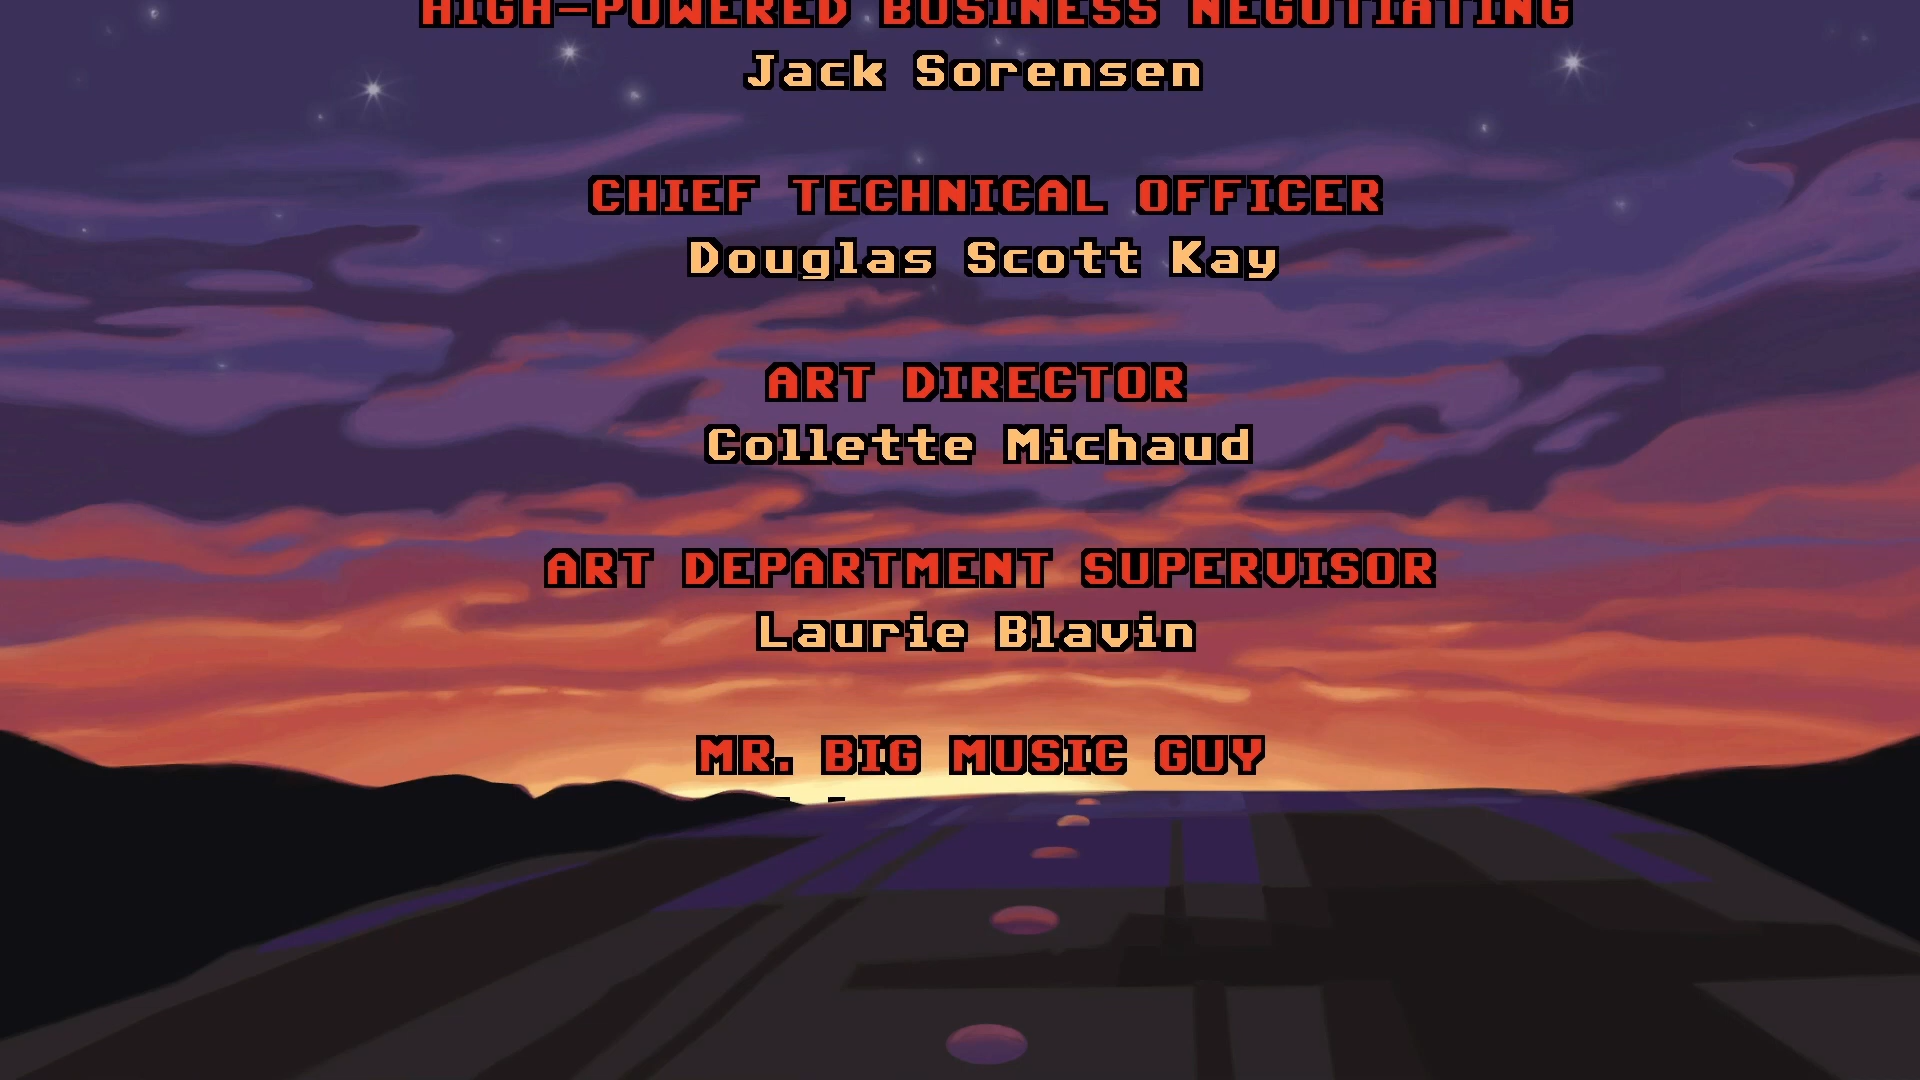 HIGH-POWERED BUSINESS NEGOTIATING
Jack Sorensen
CHIEF TECHNICAL OFFICER
Douglas Scott Kay
ART DIRECTOR
Collette Michaud
ART DEPARTMENT SUPERVISOR
Laurie Blavin
MR. BIG MUSIC GUY